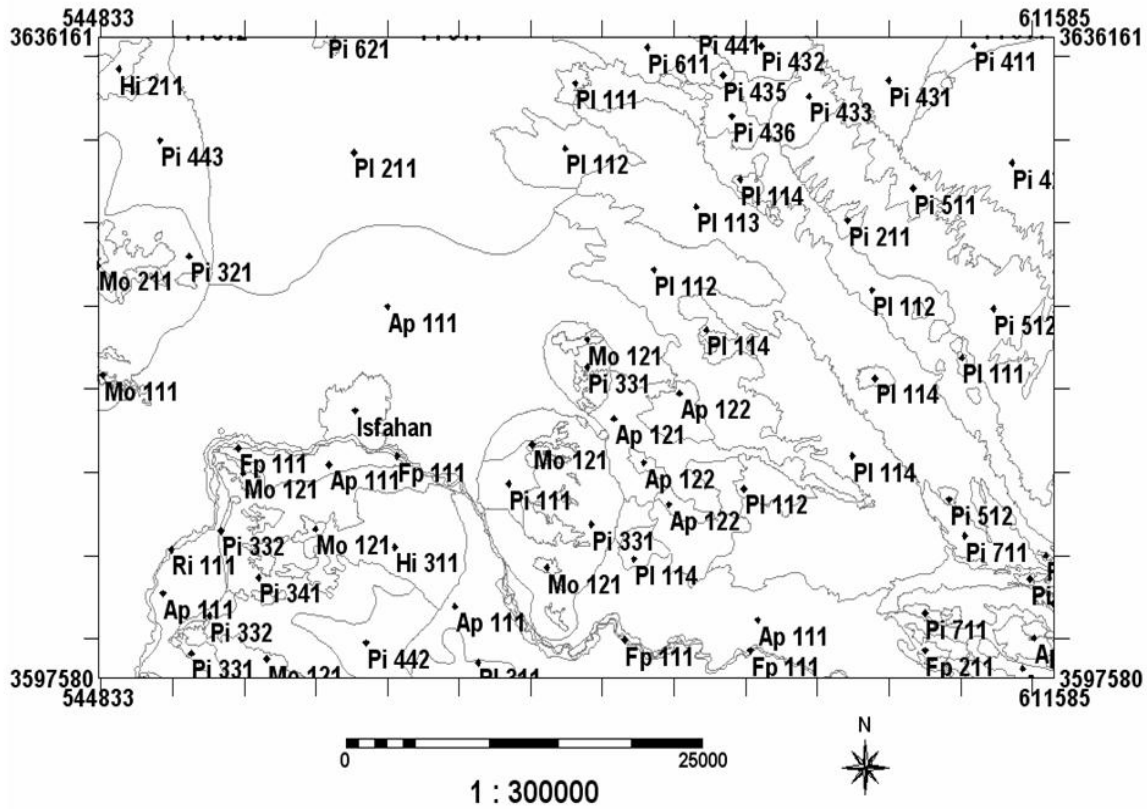 544833 611585
3636161 3636161
Pi 621
Pi 441
Pi 611
Pi 432
Pi 411
Hi 211
Pi 435
Pi 431
Pl 111
Pi 433
Pi 436
Pi 443
Pl 211
Pl 112
Pl 114
Pi 511
Pl 113
Pi 211
Pi 321
Mo 211
Pl 112
Pl 112
Ap 111
Pi 512
Pl 114
Mo 121
Pl 111
Pi 331
Mo 111
Pl 114
Ap 122
Isfahan
Ap 121
Fp 111
Mo 121
Fp 111
Pl 114
Ap 111
Mo 121
Ap 122
Pi 111
Pl 112
Ap 122
Pi 512
Pi 332
Mo 121
Pi 331
Pi 711
Ri 111
Hi 311
Pl 114
Mo 121
Pi 341
Ap 111
Ap 111
Pi 332
Ap 111
Pi 711
Pi 442
Fp 111
Fp 111
Fp 211
Pi 331
Mo 121
Pl 211
3597580 3597580
544833 611585
0 25000
N
1 : 300000